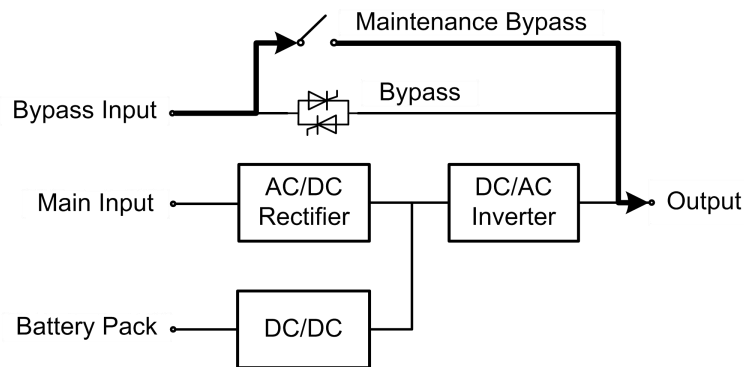 Maintenance Bypass
Bypass Input
Bypass
Main Input
AC/DC
Rectifier
DC/AC
Inverter
Output
Battery Pack
DC/DC